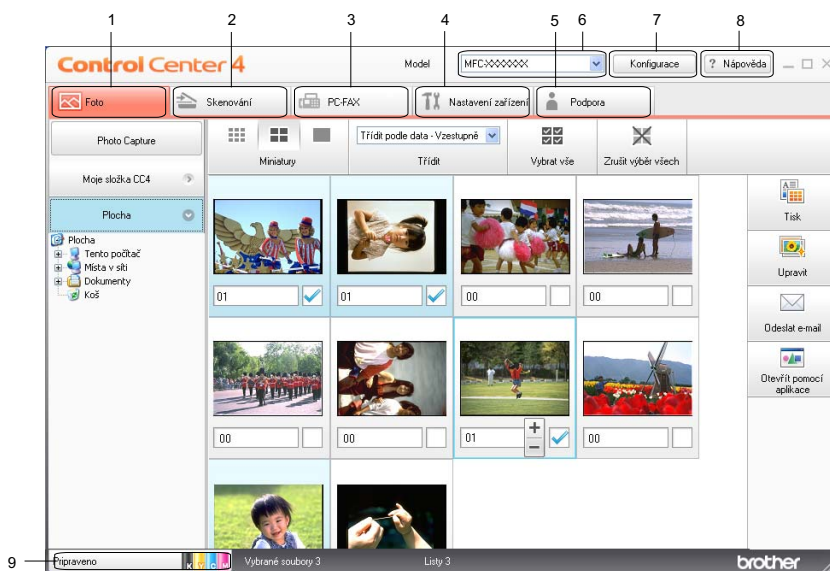 1 2 3 4 5 6 7 8
Control Center 4 Model MFC-XXXXXX Konfigurace ? Nápověda
Foto Skenování PC-FAX Nastavení zařízení Podpora
Photo Capture
Moje složka CC4
Plocha
Plocha
Tento počítač
Místa v síti
Dokumenty
Koš
Třídit podle data - Vzestupně
Miniatury Třídit Vybrat vše Zrušit výběr všech
01 01 00 00
00 00 01 00
Tisk
Upravit
Odeslat e-mail
Otevřít pomocí
aplikace
9 Připraveno K Y C M Vybrané soubory 3 Listy 3 brother